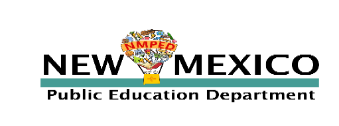 NMPED
NEW MEXICO
Public Education Department